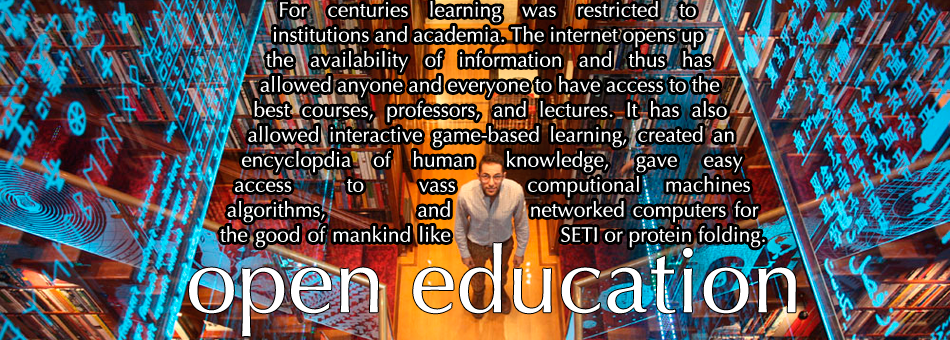 For centuries learning was restricted to
institutions and academia. The internet opens up
the availability of information and thus has
allowed anyone and everyone to have access to the
best courses, professors, and lectures. It has also
allowed interactive game-based learning, created an
encyclopdia of human knowledge, gave easy
access to vass computional machines
algorithms, and networked computers for
the good of mankind like SETI or protein folding.
open education